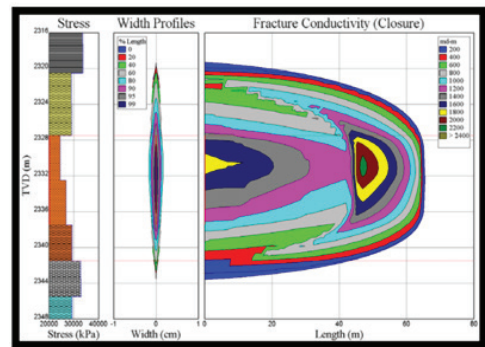 Stress
Width Profiles
Fracture Conductivity (Closure)
2316
2320
2324
2328
2332
2336
2340
2344
2348
TVD (m)
20000 30000 40000
Stress (kPa)
% Length
0
20
40
60
80
90
95
99
-1 0 1
Width (cm)
md-m
200
400
600
800
1000
1200
1400
1600
1800
2000
2200
> 2400
0 20 40 60 80
Length (m)